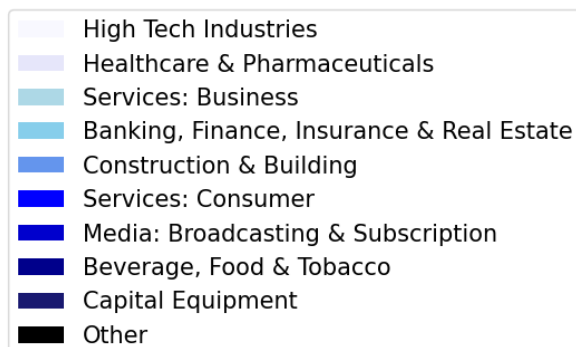 High Tech Industries
Healthcare & Pharmaceuticals
Services: Business
Banking, Finance, Insurance & Real Estate
Construction & Building
Services: Consumer
Media: Broadcasting & Subscription
Beverage, Food & Tobacco
Capital Equipment
Other